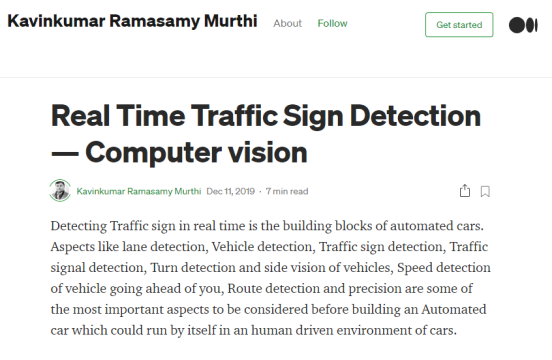 Kavinkumar Ramasamy Murthi About Follow Get started
Real Time Traffic Sign Detection
— Computer vision
Kavinkumar Ramasamy Murthi Dec 11, 2019 · 7 min read
Detecting Traffic sign in real time is the building blocks of automated cars.
Aspects like lane detection, Vehicle detection, Traffic sign detection, Traffic
signal detection, Turn detection and side vision of vehicles, Speed detection
of vehicle going ahead of you, Route detection and precision are some of
the most important aspects to be considered before building an Automated
car which could run by itself in an human driven environment of cars.